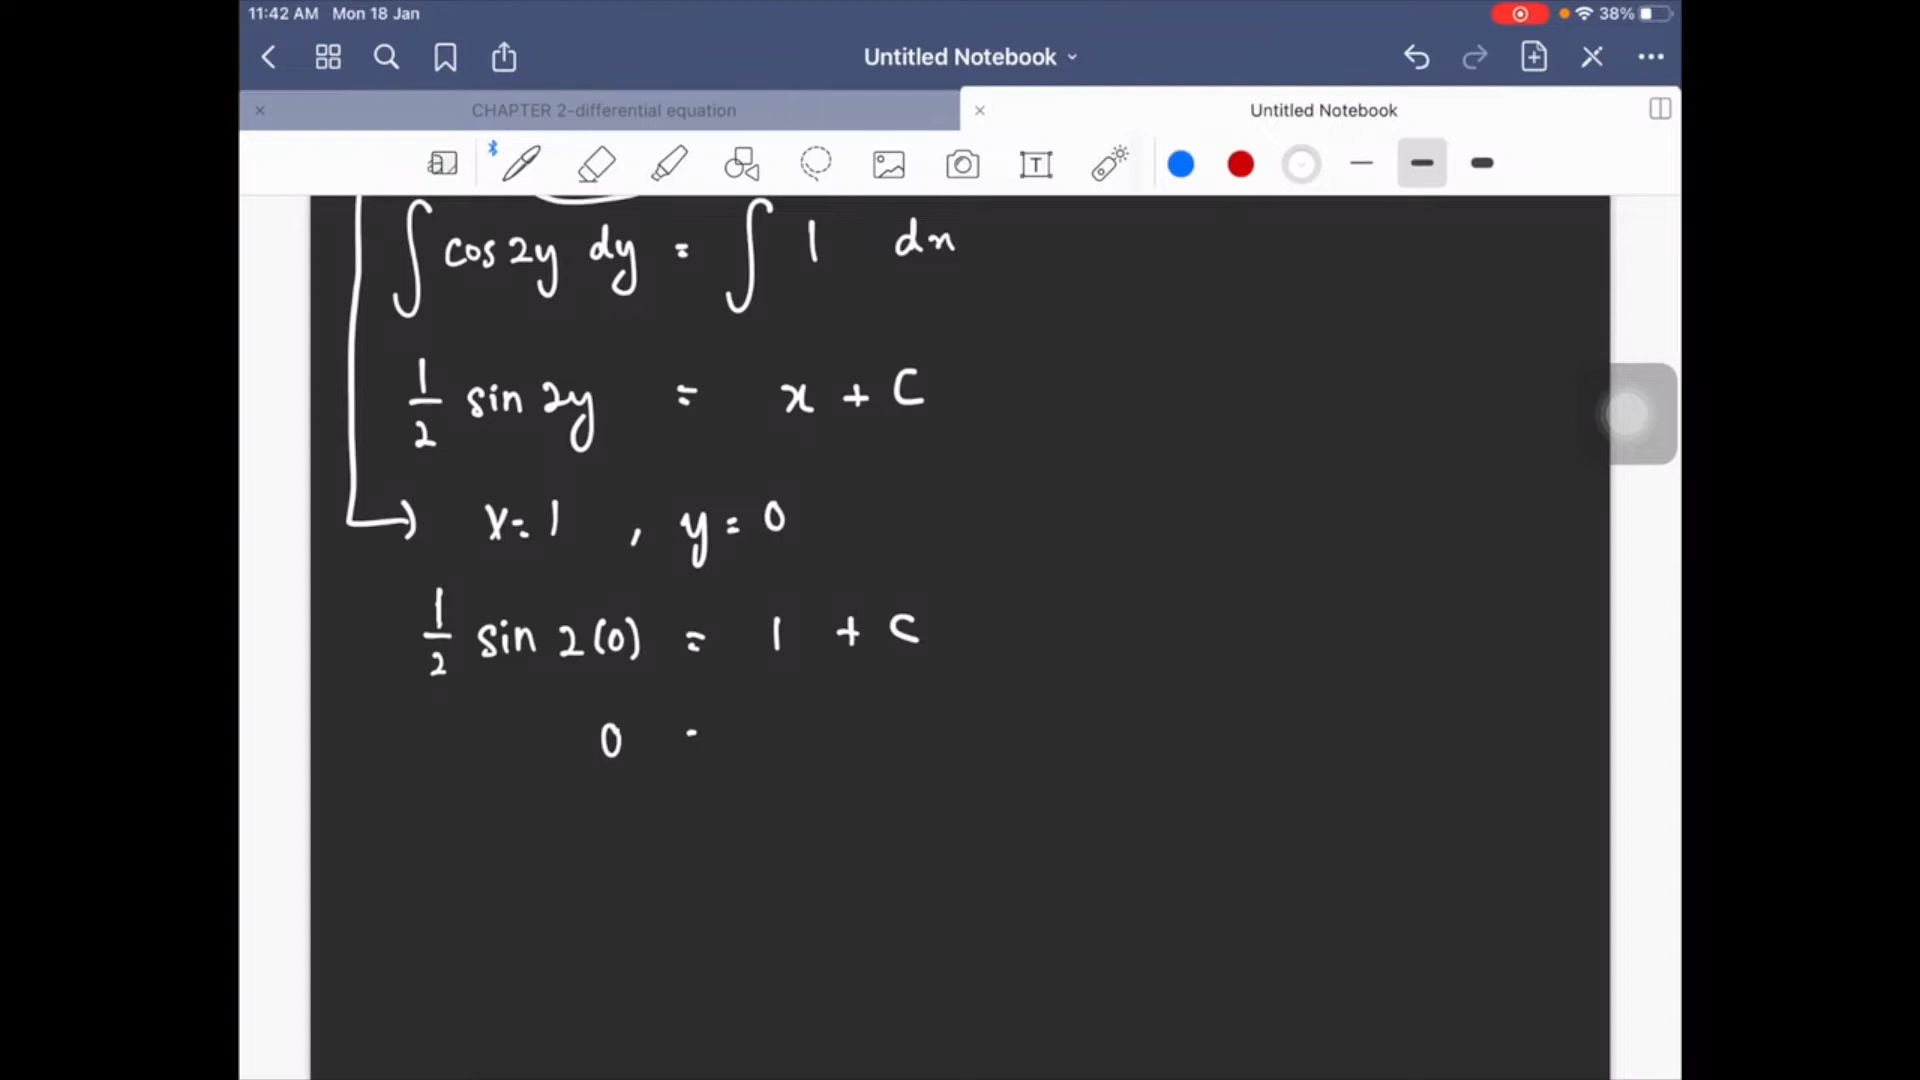 11:42 AM Mon 18 Jan 38%
Untitled Notebook
CHAPTER 2-differential equation Untitled Notebook
∫ cos 2y dy = ∫ 1 dx
1/2 sin 2y = x + C
x = 1 , y = 0
1/2 sin 2(0) = 1 + C
0 -